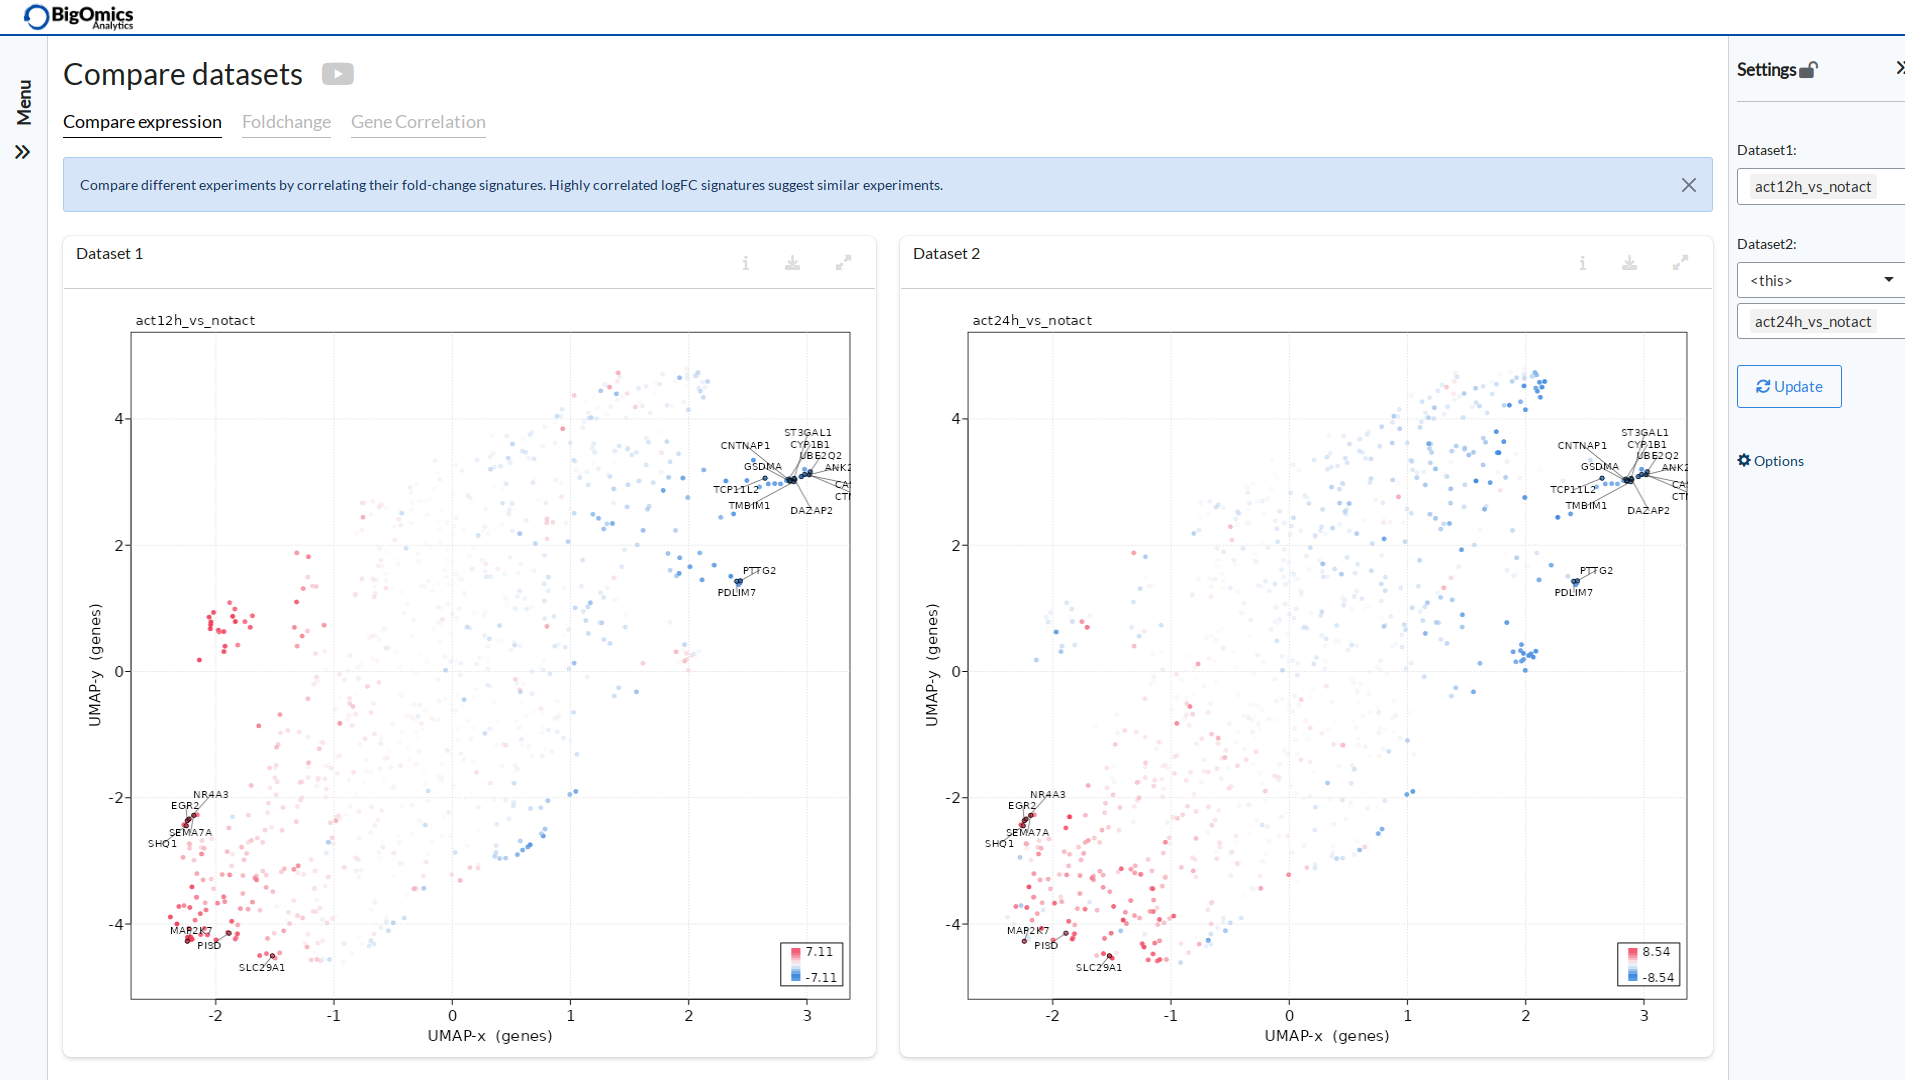 BigOmics
Analytics
Menu
Compare datasets
Compare expression
Foldchange
Gene Correlation
Compare different experiments by correlating their fold-change signatures. Highly correlated logFC signatures suggest similar experiments.
Dataset 1
act12h_vs_notact
UMAP-y (genes)
4
2
0
-2
-4
ST3GAL1
CNTNAP1
CYP1B1
UBE2Q2
GSDMA
ANK2
TCP11L2
TMBIM1
DAZAP2
PTTG2
PDLIM7
NR4A3
EGR2
SEMA7A
SHQ1
MAP2K7
PISD
SLC29A1
7.11
-7.11
-2
-1
0
1
2
3
UMAP-x (genes)
Dataset 2
act24h_vs_notact
UMAP-y (genes)
4
2
0
-2
-4
ST3GAL1
CNTNAP1
CYP1B1
UBE2Q2
GSDMA
ANK2
TCP11L2
TMBIM1
DAZAP2
PTTG2
PDLIM7
NR4A3
EGR2
SEMA7A
SHQ1
MAP2K7
PISD
SLC29A1
8.54
-8.54
-2
-1
0
1
2
3
UMAP-x (genes)
Settings
Dataset1:
act12h_vs_notact
Dataset2:
<this>
act24h_vs_notact
Update
Options